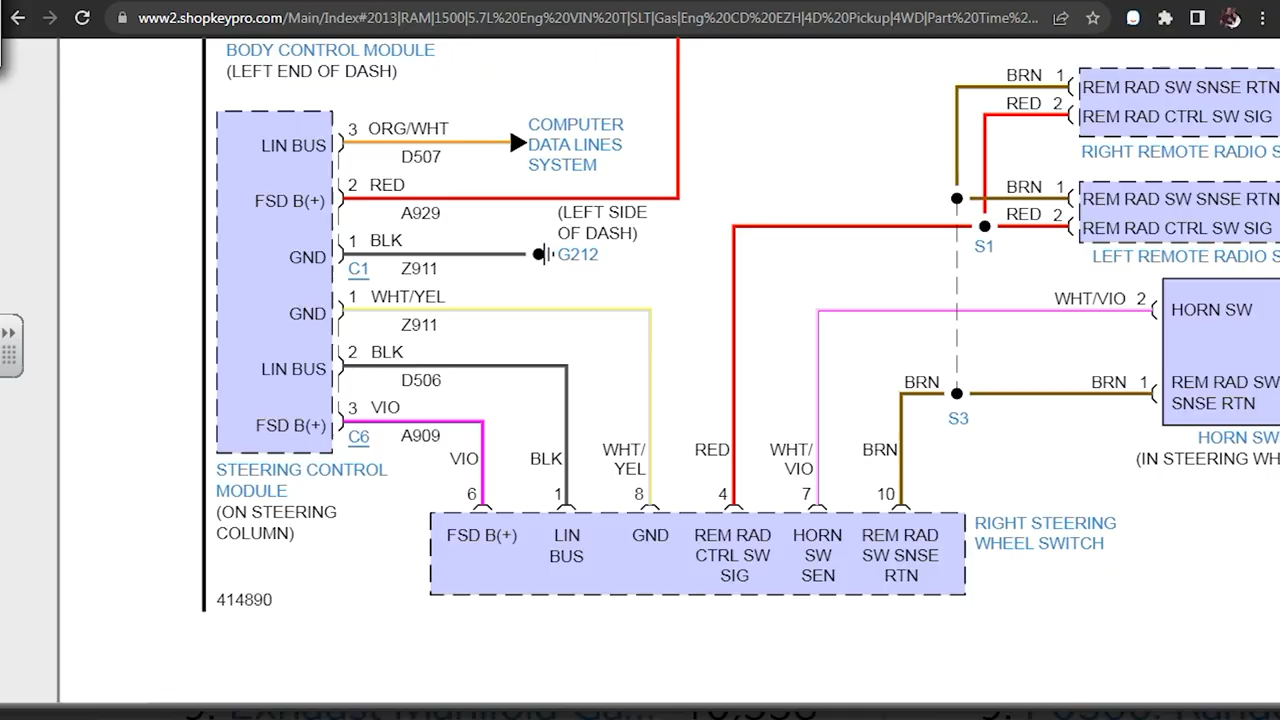 www2.shopkeypro.com/Main/Index#2013|RAM|1500|5.7L%20Eng%20VIN%20T|SLT|Gas|Eng%20CD%20EZH|4D%20Pickup|4WD|Part%20Time%2...
BODY CONTROL MODULE
(LEFT END OF DASH)
LIN BUS
3 ORG/WHT
D507
COMPUTER
DATA LINES
SYSTEM
FSD B(+)
2 RED
A929
GND
1 BLK
C1
Z911
(LEFT SIDE
OF DASH)
G212
GND
1 WHT/YEL
Z911
LIN BUS
2 BLK
D506
FSD B(+)
3 VIO
C6
A909
STEERING CONTROL
MODULE
(ON STEERING
COLUMN)
414890
BRN 1
REM RAD SW SNSE RTN
RED 2
REM RAD CTRL SW SIG
RIGHT REMOTE RADIO S
BRN 1
REM RAD SW SNSE RTN
RED 2
REM RAD CTRL SW SIG
S1
LEFT REMOTE RADIO S
WHT/VIO 2
HORN SW
BRN
BRN 1
REM RAD SW
SNSE RTN
S3
HORN SW
(IN STEERING WH
VIO
6
BLK
1
WHT/
YEL
8
RED
4
WHT/
VIO
7
BRN
10
FSD B(+)
LIN
BUS
GND
REM RAD
CTRL SW
SIG
HORN
SW
SEN
REM RAD
SW SNSE
RTN
RIGHT STEERING
WHEEL SWITCH